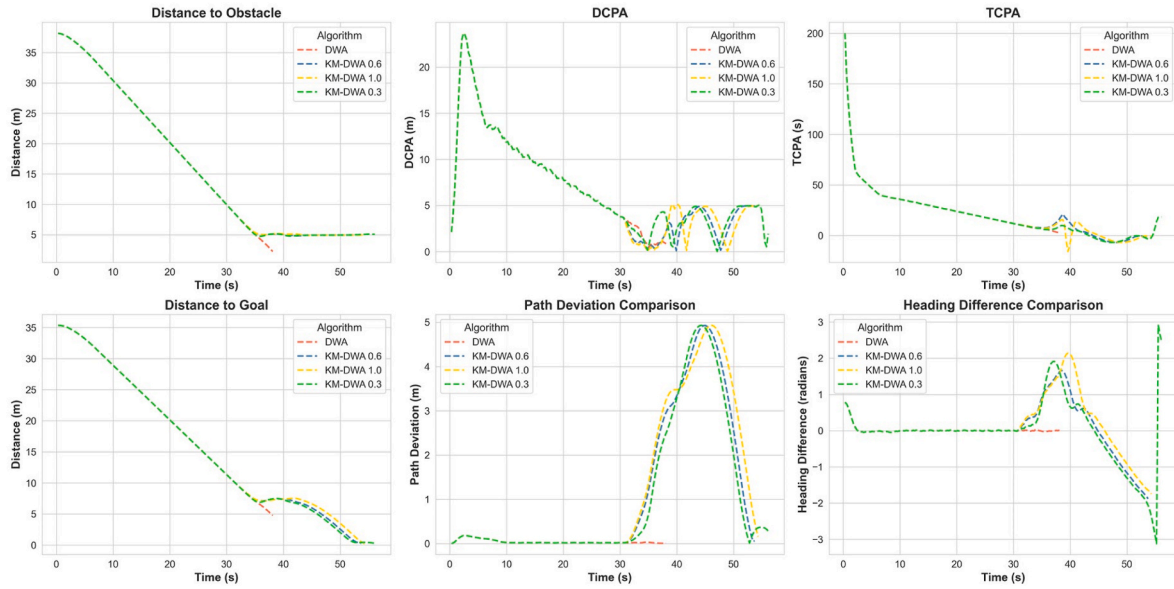 Distance to Obstacle
Distance (m)
35
30
25
20
15
10
5
0 10 20 30 40 50
Time (s)
Algorithm
DWA
KM-DWA 0.6
KM-DWA 1.0
KM-DWA 0.3
DCPA
DCPA (m)
20
15
10
5
0
0 10 20 30 40 50
Time (s)
Algorithm
DWA
KM-DWA 0.6
KM-DWA 1.0
KM-DWA 0.3
TCPA
TCPA (s)
200
150
100
50
0
0 10 20 30 40 50
Time (s)
Algorithm
DWA
KM-DWA 0.6
KM-DWA 1.0
KM-DWA 0.3
Distance to Goal
Distance (m)
35
30
25
20
15
10
5
0
0 10 20 30 40 50
Time (s)
Algorithm
DWA
KM-DWA 0.6
KM-DWA 1.0
KM-DWA 0.3
Path Deviation Comparison
Path Deviation (m)
5
4
3
2
1
0
0 10 20 30 40 50
Time (s)
Algorithm
DWA
KM-DWA 0.6
KM-DWA 1.0
KM-DWA 0.3
Heading Difference Comparison
Heading Difference (radians)
3
2
1
0
−1
−2
−3
0 10 20 30 40 50
Time (s)
Algorithm
DWA
KM-DWA 0.6
KM-DWA 1.0
KM-DWA 0.3